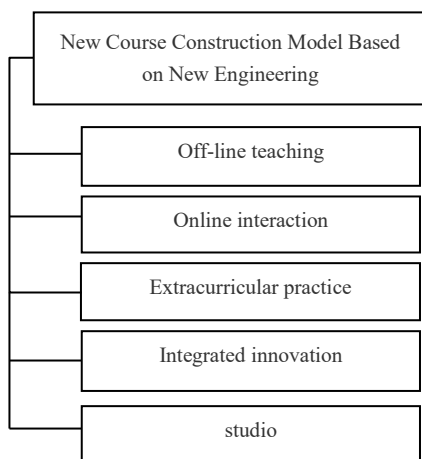 New Course Construction Model Based
on New Engineering
Off-line teaching
Online interaction
Extracurricular practice
Integrated innovation
studio